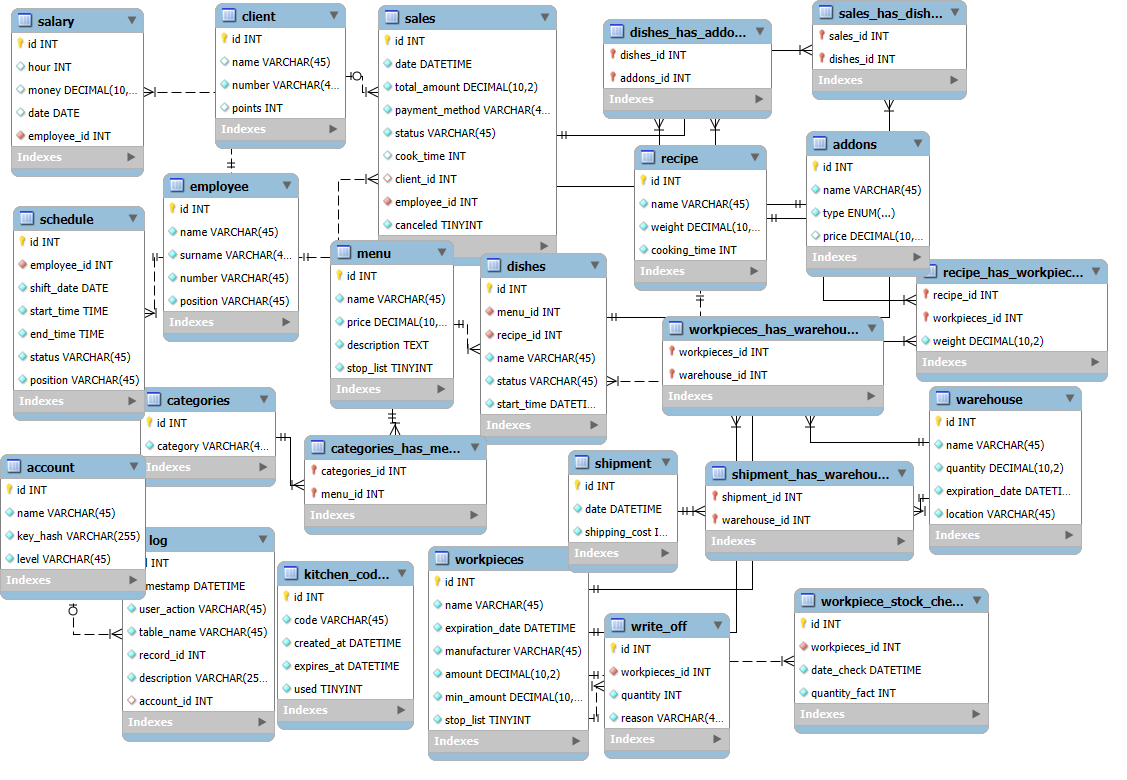 salary
id INT
hour INT
money DECIMAL(10,...
date DATE
employee_id INT
Indexes
client
id INT
name VARCHAR(45)
number VARCHAR(4...
points INT
Indexes
sales
id INT
date DATETIME
total_amount DECIMAL(10,2)
payment_method VARCHAR(4...
status VARCHAR(45)
cook_time INT
client_id INT
employee_id INT
canceled TINYINT
dishes_has_addo...
dishes_id INT
addons_id INT
Indexes
sales_has_dish...
sales_id INT
dishes_id INT
Indexes
employee
id INT
name VARCHAR(45)
surname VARCHAR(4...
number VARCHAR(45)
position VARCHAR(45)
Indexes
recipe
id INT
name VARCHAR(45)
weight DECIMAL(10,...
cooking_time INT
Indexes
addons
id INT
name VARCHAR(45)
type ENUM(...)
price DECIMAL(10,...
Indexes
schedule
id INT
employee_id INT
shift_date DATE
start_time TIME
end_time TIME
status VARCHAR(45)
position VARCHAR(45)
Indexes
menu
id INT
name VARCHAR(45)
price DECIMAL(10,...
description TEXT
stop_list TINYINT
Indexes
dishes
id INT
menu_id INT
recipe_id INT
name VARCHAR(45)
status VARCHAR(45)
start_time DATETI...
Indexes
recipe_has_workpiec...
recipe_id INT
workpieces_id INT
weight DECIMAL(10,2)
Indexes
workpieces_has_warehou...
workpieces_id INT
warehouse_id INT
Indexes
categories
id INT
category VARCHAR(4...
Indexes
warehouse
id INT
name VARCHAR(45)
quantity DECIMAL(10,2)
expiration_date DATETI...
location VARCHAR(45)
Indexes
categories_has_me...
categories_id INT
menu_id INT
Indexes
account
id INT
name VARCHAR(45)
key_hash VARCHAR(255)
level VARCHAR(45)
Indexes
shipment
id INT
date DATETIME
shipping_cost I...
Indexes
shipment_has_warehou...
shipment_id INT
warehouse_id INT
Indexes
log
INT
mestamp DATETIME
user_action VARCHAR(45)
table_name VARCHAR(45)
record_id INT
description VARCHAR(25...
account_id INT
Indexes
kitchen_cod...
id INT
code VARCHAR(45)
created_at DATETIME
expires_at DATETIME
used TINYINT
Indexes
workpieces
id INT
name VARCHAR(45)
expiration_date DATETIME
manufacturer VARCHAR(45)
amount DECIMAL(10,2)
min_amount DECIMAL(10,...
stop_list TINYINT
Indexes
write_off
id INT
workpieces_id INT
quantity INT
reason VARCHAR(4...
Indexes
workpiece_stock_che...
id INT
workpieces_id INT
date_check DATETIME
quantity_fact INT
Indexes